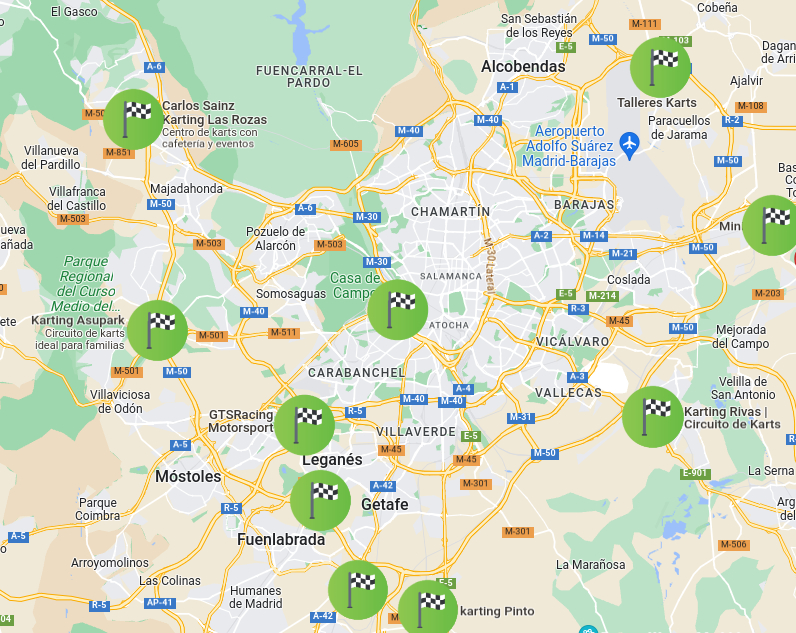 El Gasco
San Sebastián
de los Reyes
Cobeña
M-111
M-50
E-5
M-103
A-6
FUENCARRAL-EL
PARDO
Alcobendas
Ajalvir
A-1
Talleres Karts
M-108
Carlos Sainz
Karting Las Rozas
Centro de karts con
cafetería y eventos
M-40
M-40
R-2
Paracuellos
de Jarama
Aeropuerto
Adolfo Suárez
Madrid-Barajas
M-605
M-851
Villanueva
del Pardillo
M-50
Majadahonda
Villafranca
del Castillo
M-50
A-6
M-30
CHAMARTÍN
BARAJAS
M-503
Pozuelo de
Alarcón
M-503
M-503
A-2
M-14
M-21
M-50
Parque
Regional
del Curso
Medio del...
M-30
M-30 Lateral
SALAMANCA
Casa de
Campo
Coslada
Somosaguas
E-5
M-214
M-203
R-3
M-45
M-40
Karting Asupark
Circuito de karts
ideal para familias
M-501
M-511
ATOCHA
M-50
Mejorada
del Campo
VICÁLVARO
M-501
M-50
CARABANCHEL
A-3
Villaviciosa
de Odón
A-4
M-40
M-40
VALLECAS
Velilla de
San Antonio
GTSRacing
Motorsport
R-5
M-31
Karting Rivas |
Circuito de Karts
VILLAVERDE
E-5
A-5
M-45
M-45
M-50
Leganés
Móstoles
A-42
M-301
E-901
La Serna
Parque
Coimbra
R-5
Getafe
A-5
Fuenlabrada
M-301
M-506
Arroyomolinos
La Marañosa
Las Colinas
E-5
Humanes
de Madrid
R-5
AP-41
A-42
karting Pinto